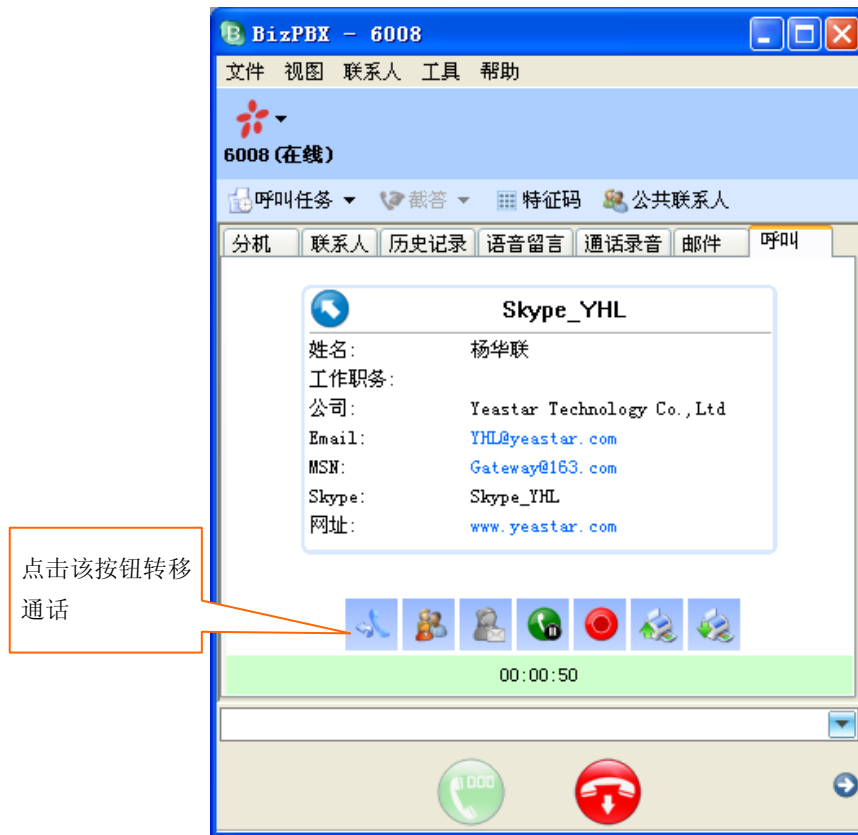 BizPBX - 6008
文件 视图 联系人 工具 帮助
6008 (在线)
呼叫任务 截答 特征码 公共联系人
分机 联系人 历史记录 语音留言 通话录音 邮件 呼叫
Skype_YHL
姓名: 杨华联
工作职务:
公司: Yeastar Technology Co.,Ltd
Email: YHL@yeastar.com
MSN: Gateway@163.com
Skype: Skype_YHL
网址: www.yeastar.com
点击该按钮转移
通话
00:00:50